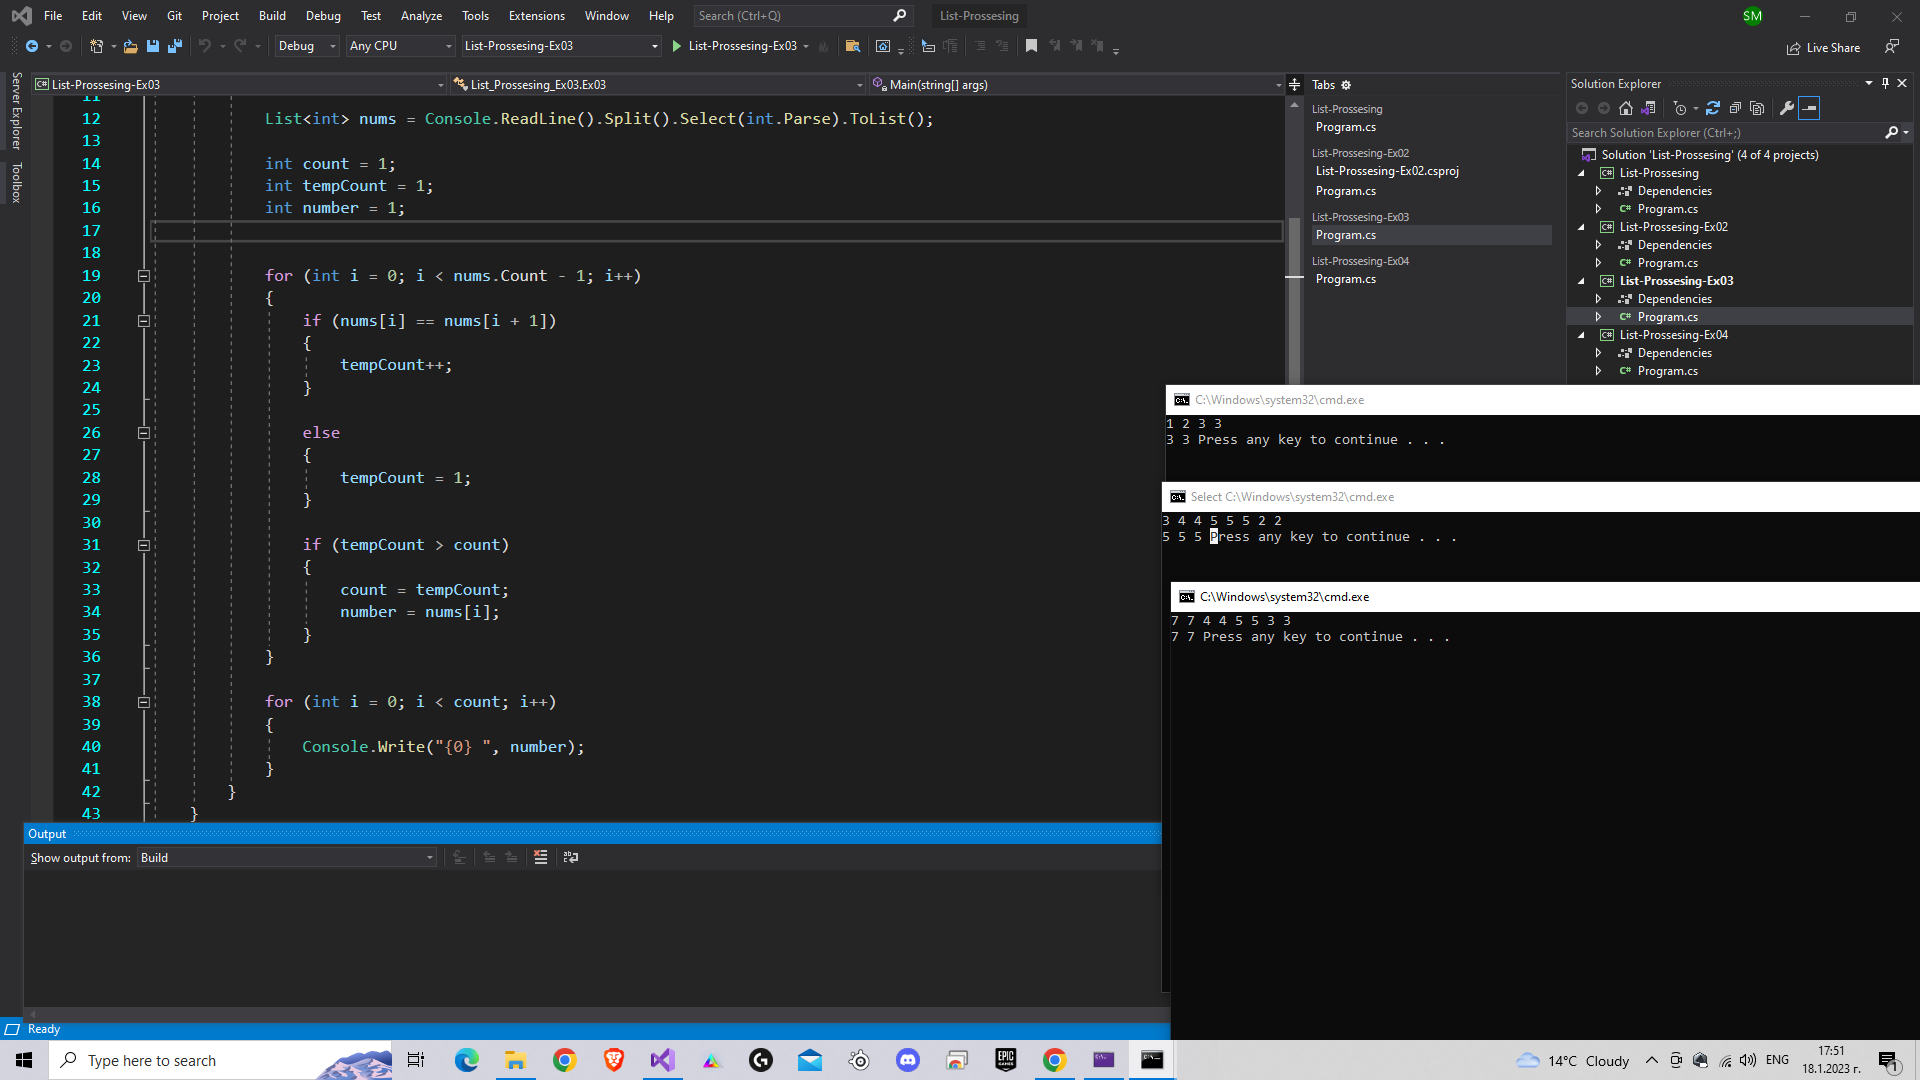 File Edit View Git Project Build Debug Test Analyze Tools Extensions Window Help Search (Ctrl+Q) List-Prossesing SM
Debug Any CPU List-Prossesing-Ex03 List-Prossesing-Ex03 Live Share
Server Explorer
Toolbox
List-Prossesing-Ex03 List_Prossesing_Ex03.Ex03 Main(string[] args)
11
12 List<int> nums = Console.ReadLine().Split().Select(int.Parse).ToList();
13
14 int count = 1;
15 int tempCount = 1;
16 int number = 1;
17
18
19 for (int i = 0; i < nums.Count - 1; i++)
20 {
21 if (nums[i] == nums[i + 1])
22 {
23 tempCount++;
24 }
25
26 else
27 {
28 tempCount = 1;
29 }
30
31 if (tempCount > count)
32 {
33 count = tempCount;
34 number = nums[i];
35 }
36 }
37
38 for (int i = 0; i < count; i++)
39 {
40 Console.Write("{0} ", number);
41 }
42 }
43 }
Tabs
List-Prossesing
Program.cs
List-Prossesing-Ex02
List-Prossesing-Ex02.csproj
Program.cs
List-Prossesing-Ex03
Program.cs
List-Prossesing-Ex04
Program.cs
Solution Explorer
Search Solution Explorer (Ctrl+;)
Solution 'List-Prossesing' (4 of 4 projects)
C# List-Prossesing
Dependencies
C# Program.cs
C# List-Prossesing-Ex02
Dependencies
C# Program.cs
C# List-Prossesing-Ex03
Dependencies
C# Program.cs
C# List-Prossesing-Ex04
Dependencies
C# Program.cs
C:\Windows\system32\cmd.exe
1 2 3 3
3 3 Press any key to continue . . .
Select C:\Windows\system32\cmd.exe
3 4 4 5 5 5 2 2
5 5 5 Press any key to continue . . .
C:\Windows\system32\cmd.exe
7 7 4 4 5 5 3 3
7 7 Press any key to continue . . .
Output
Show output from: Build
Ready
Type here to search
EPIC GAMES
14°C Cloudy ENG 17:51
18.1.2023 г.
1